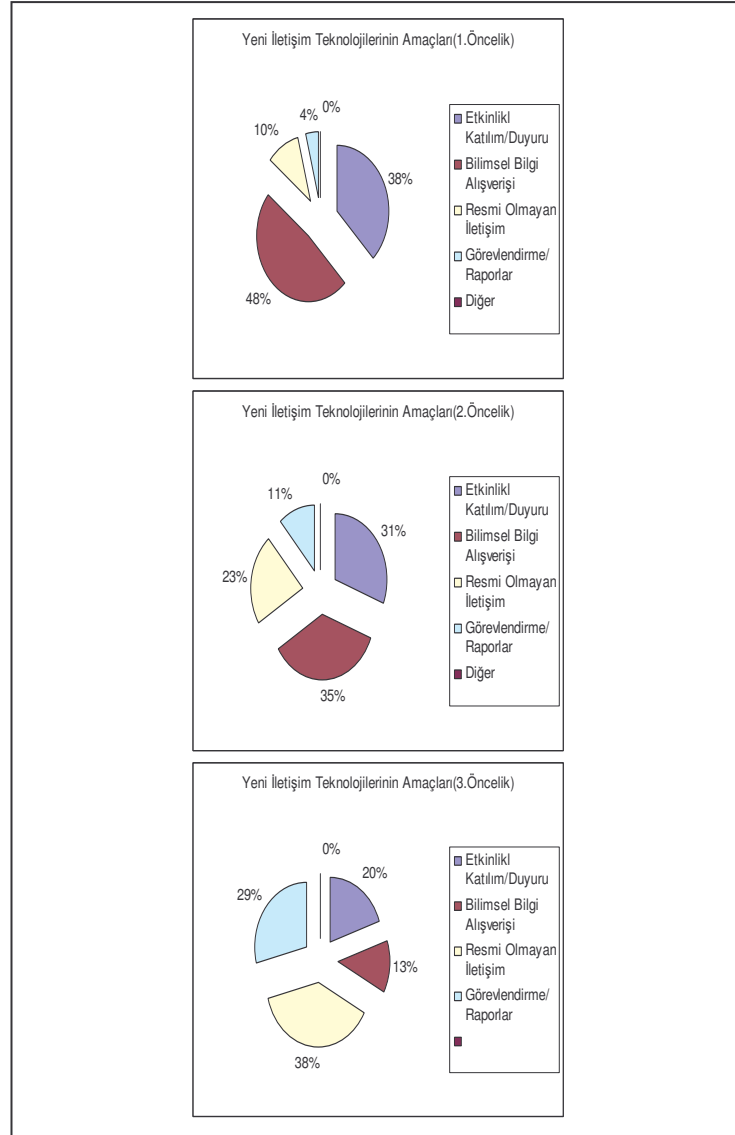 Yeni İletişim Teknolojilerinin Amaçları(1.Öncelik)
0%
4%
10%
38%
48%
Etkinlikl
Katılım/Duyuru
Bilimsel Bilgi
Alışverişi
Resmi Olmayan
İletişim
Görevlendirme/
Raporlar
Diğer
Yeni İletişim Teknolojilerinin Amaçları(2.Öncelik)
0%
11%
31%
23%
35%
Etkinlikl
Katılım/Duyuru
Bilimsel Bilgi
Alışverişi
Resmi Olmayan
İletişim
Görevlendirme/
Raporlar
Diğer
Yeni İletişim Teknolojilerinin Amaçları(3.Öncelik)
0%
20%
29%
13%
38%
Etkinlikl
Katılım/Duyuru
Bilimsel Bilgi
Alışverişi
Resmi Olmayan
İletişim
Görevlendirme/
Raporlar